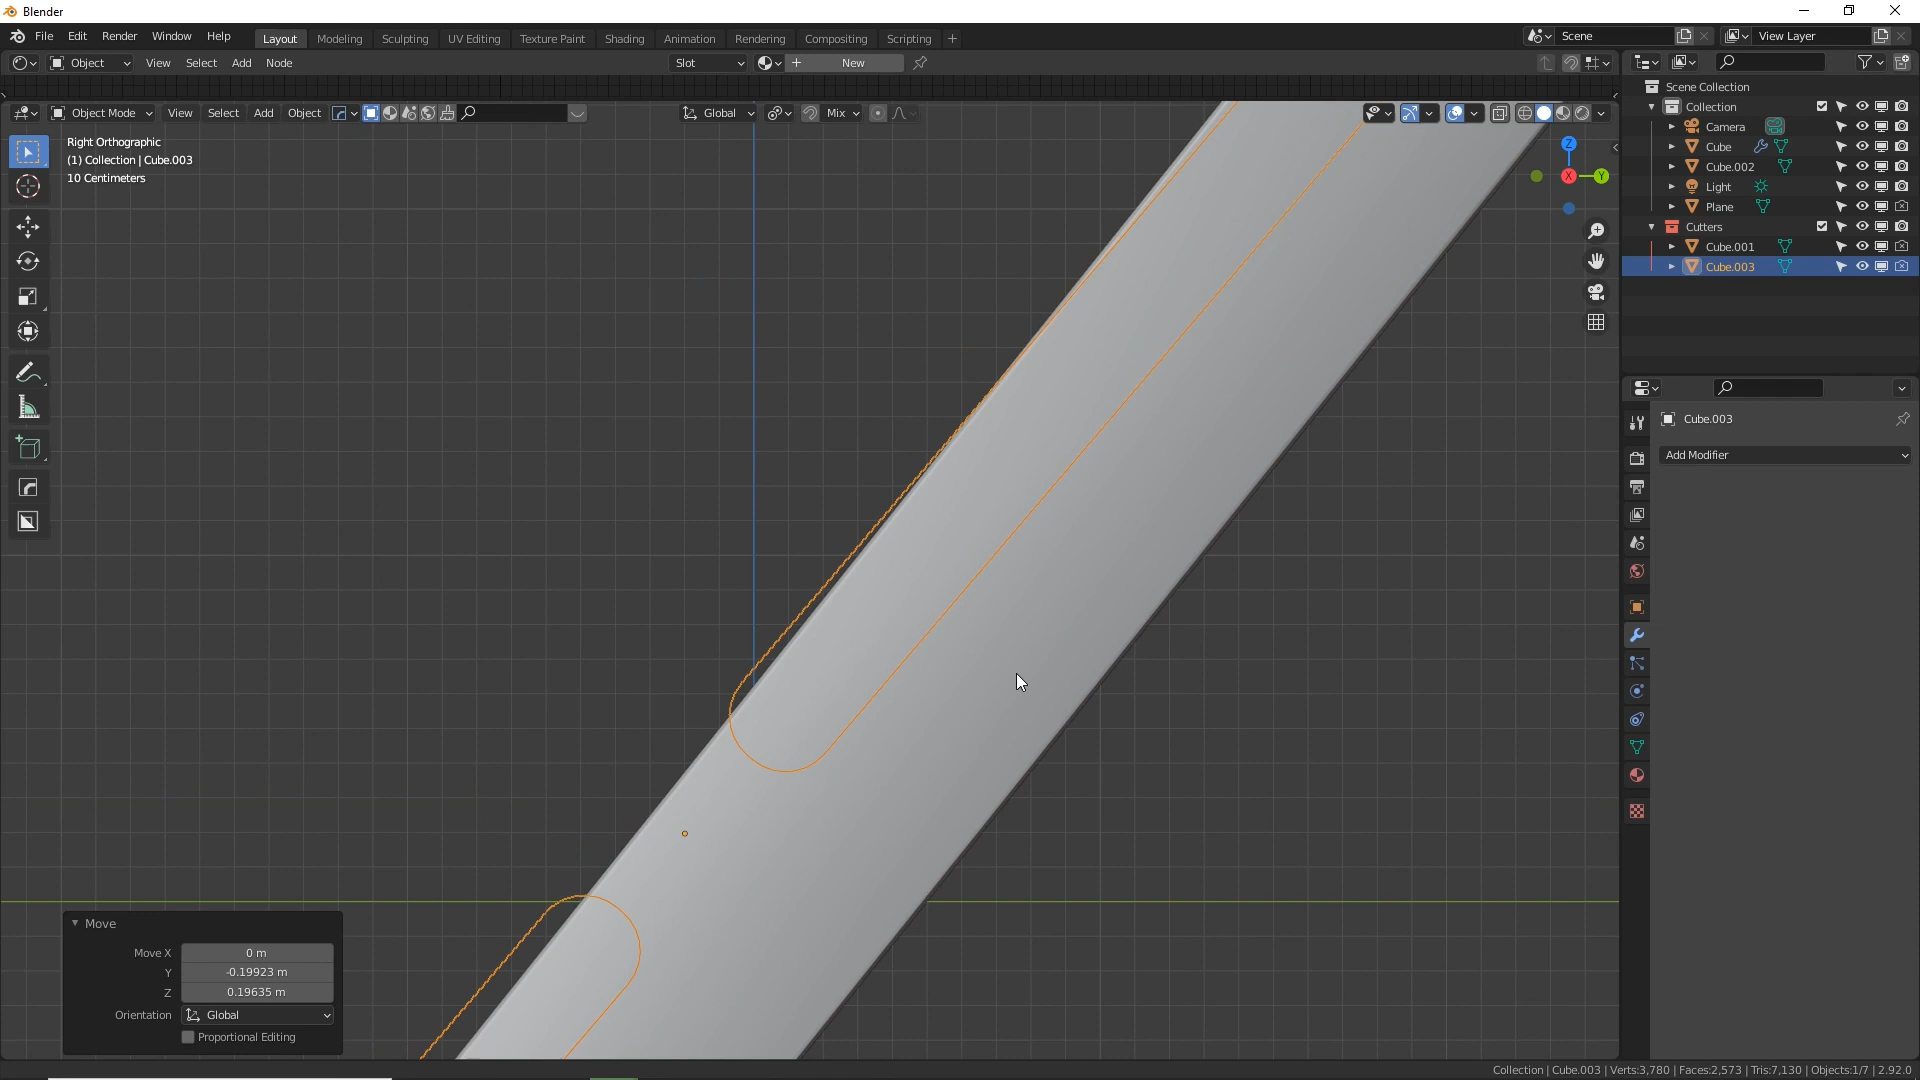 Blender
File Edit Render Window Help
Layout Modeling Sculpting UV Editing Texture Paint Shading Animation Rendering Compositing Scripting +
Scene
View Layer
Object View Select Add Node
Slot
New
Object Mode View Select Add Object
Global
Mix
Right Orthographic
(1) Collection | Cube.003
10 Centimeters
Z
X
Y
Scene Collection
Collection
Camera
Cube
Cube.002
Light
Plane
Cutters
Cube.001
Cube.003
Cube.003
Add Modifier
Move
Move X 0 m
Y -0.19923 m
Z 0.19635 m
Orientation Global
Proportional Editing
Collection | Cube.003 | Verts:3,780 | Faces:2,573 | Tris:7,130 | Objects:1/7 | 2.92.0